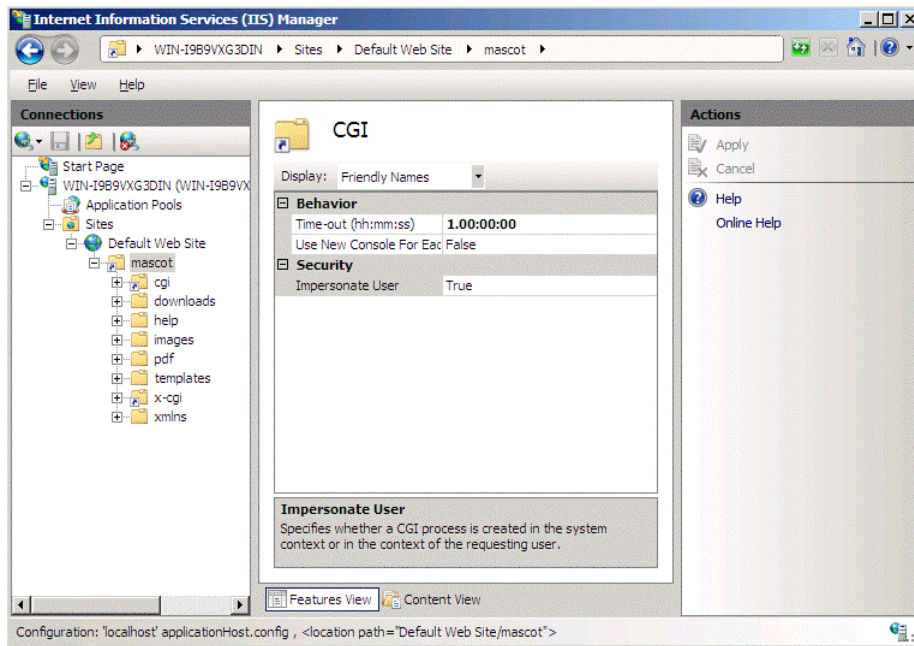 Internet Information Services (IIS) Manager
WIN-I9B9VXG3DIN Sites Default Web Site mascot
File View Help
Connections
Start Page
WIN-I9B9VXG3DIN (WIN-I9B9VX
Application Pools
Sites
Default Web Site
mascot
cgi
downloads
help
images
pdf
templates
x-cgi
xmlns
CGI
Display: Friendly Names
Behavior
Time-out (hh:mm:ss) 1.00:00:00
Use New Console For Eac False
Security
Impersonate User True
Impersonate User
Specifies whether a CGI process is created in the system
context or in the context of the requesting user.
Features View Content View
Actions
Apply
Cancel
Help
Online Help
Configuration: 'localhost' applicationHost.config , <location path="Default Web Site/mascot">